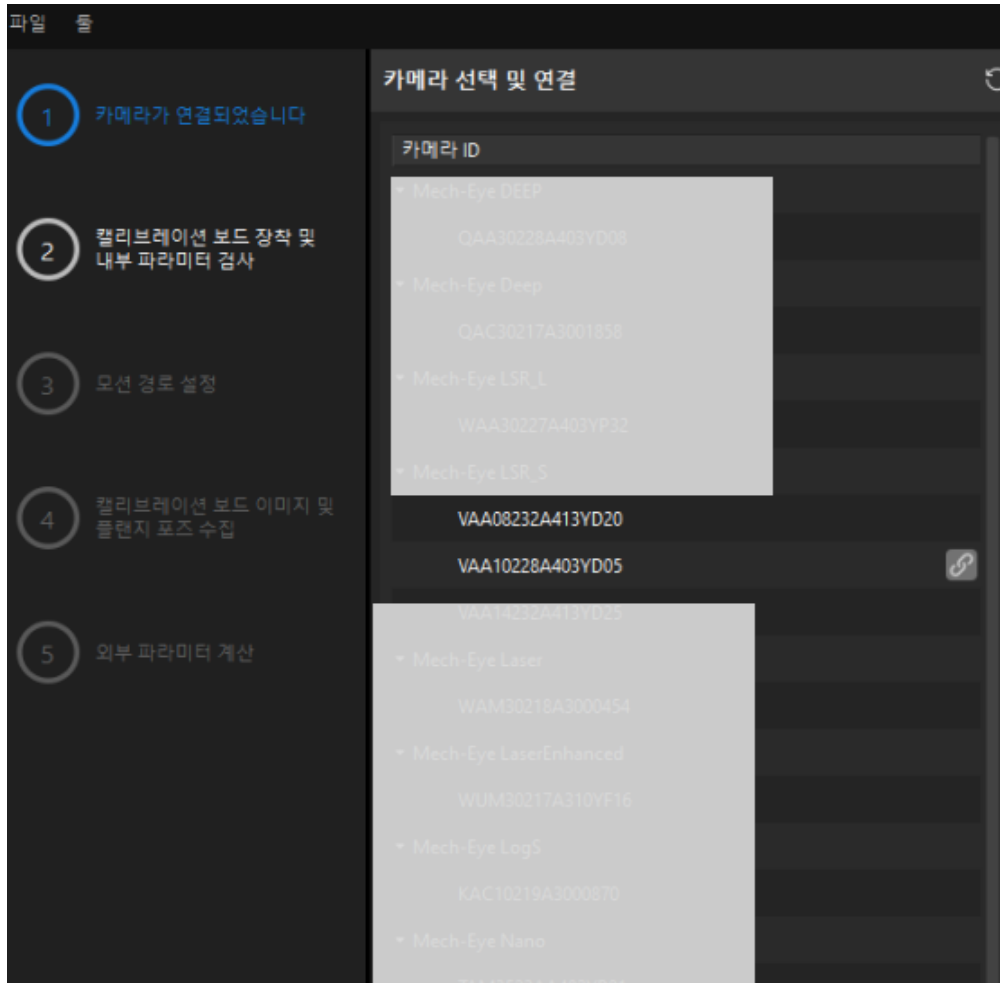 파일 툴
카메라 선택 및 연결
1 카메라가 연결되었습니다
카메라 ID
Mech-Eye DEEP
QAA30228A403YD08
2 캘리브레이션 보드 장착 및
내부 파라미터 검사
Mech-Eye Deep
QAC30217A3001858
3 모션 경로 설정
Mech-Eye LSR_L
WAA30227A403YP32
Mech-Eye LSR_S
4 캘리브레이션 보드 이미지 및
플랜지 포즈 수집
VAA08232A413YD20
VAA10228A403YD05
VAA14232A413YD25
5 외부 파라미터 계산
Mech-Eye Laser
WAM30218A3000454
Mech-Eye LaserEnhanced
WUM30217A310YF16
Mech-Eye LogS
KAC10219A3000870
Mech-Eye Nano